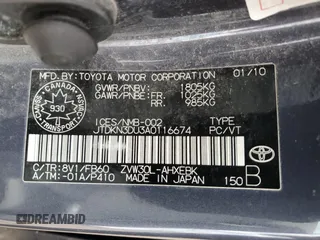 MFD. BY: TOYOTA MOTOR CORPORATION 01/10
GVWR/PNBV: 1805KG
GAWR/PNBE: FR. 1025KG
RR. 985KG
CANADA
930
ICES/NMB-002 TYPE
JTDKN3DU3A0116674 PC/VT
C/TR: 8V1/FB60 ZVW30L-AHXEBK
A/TM: -01A/P410 MADE IN JAPAN 150 B
DREAMBID